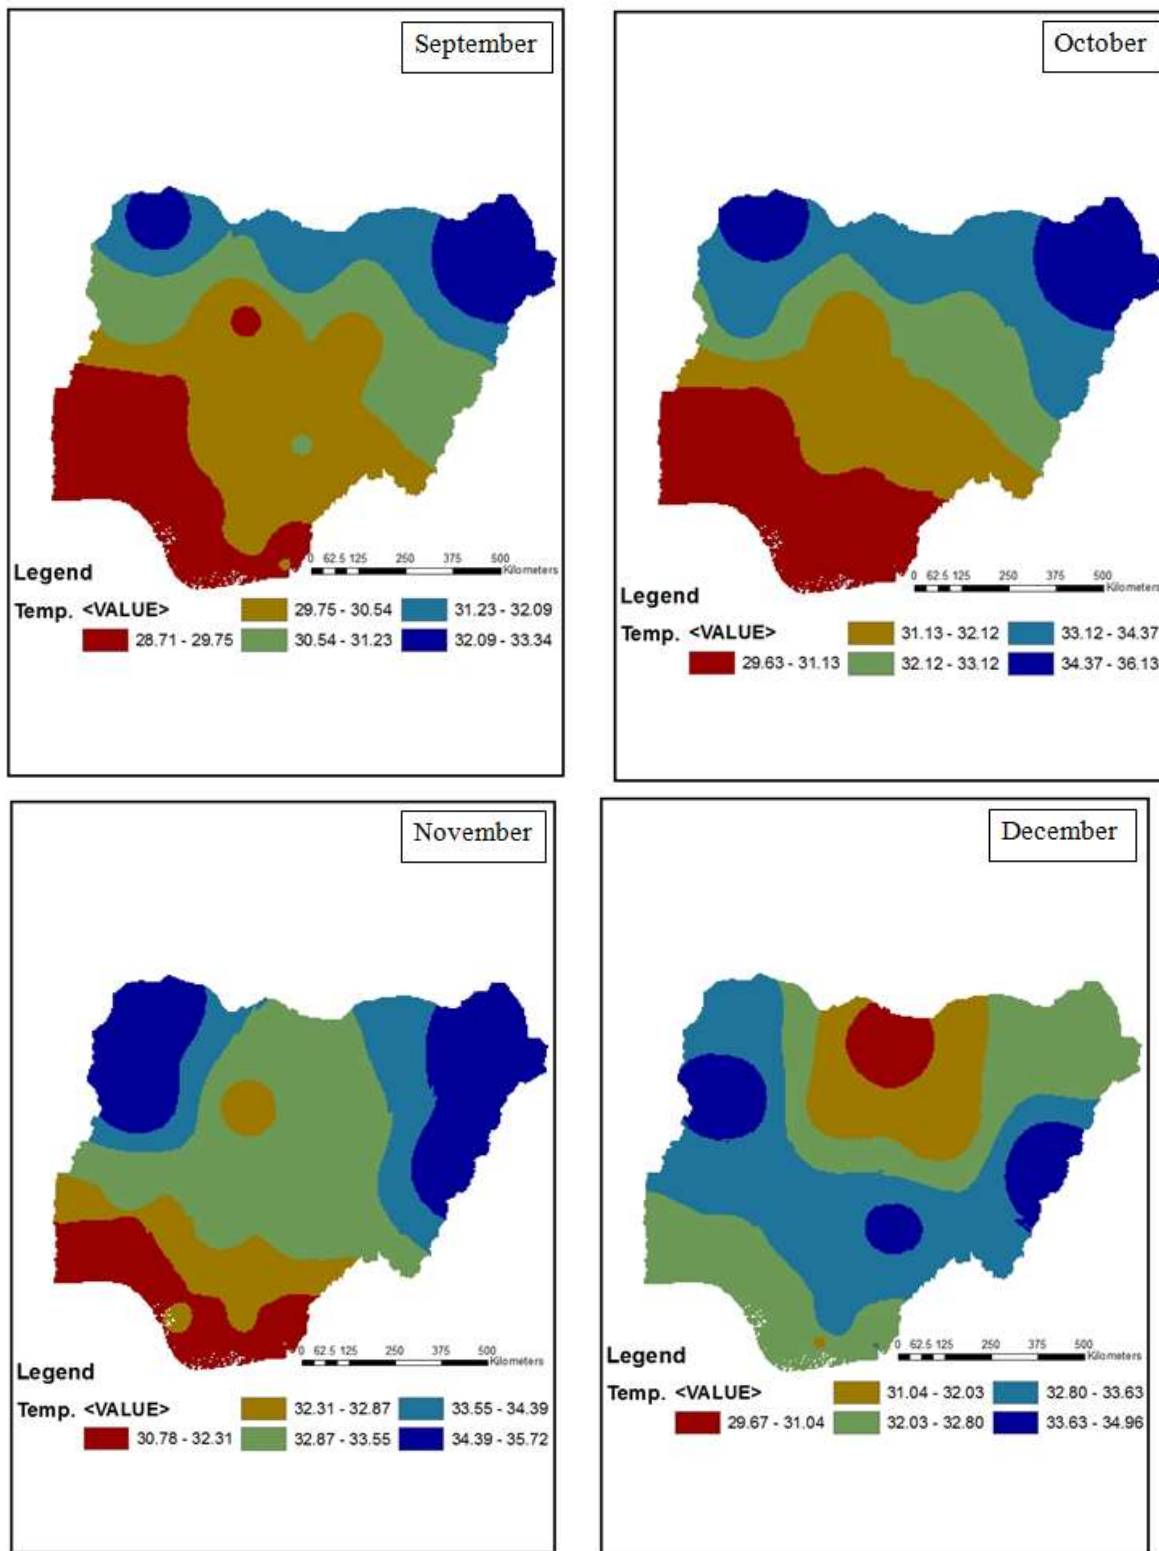 September
0 62.5 125 250 375 500
Kilometers
Legend
Temp. <VALUE> 29.75 - 30.54 31.23 - 32.09
28.71 - 29.75 30.54 - 31.23 32.09 - 33.34
October
0 62.5 125 250 375 500
Kilometers
Legend
Temp. <VALUE> 31.13 - 32.12 33.12 - 34.37
29.63 - 31.13 32.12 - 33.12 34.37 - 36.13
November
0 62.5 125 250 375 500
Kilometers
Legend
Temp. <VALUE> 32.31 - 32.87 33.55 - 34.39
30.78 - 32.31 32.87 - 33.55 34.39 - 35.72
December
0 62.5 125 250 375 500
Kilometers
Legend
Temp. <VALUE> 31.04 - 32.03 32.80 - 33.63
29.67 - 31.04 32.03 - 32.80 33.63 - 34.96